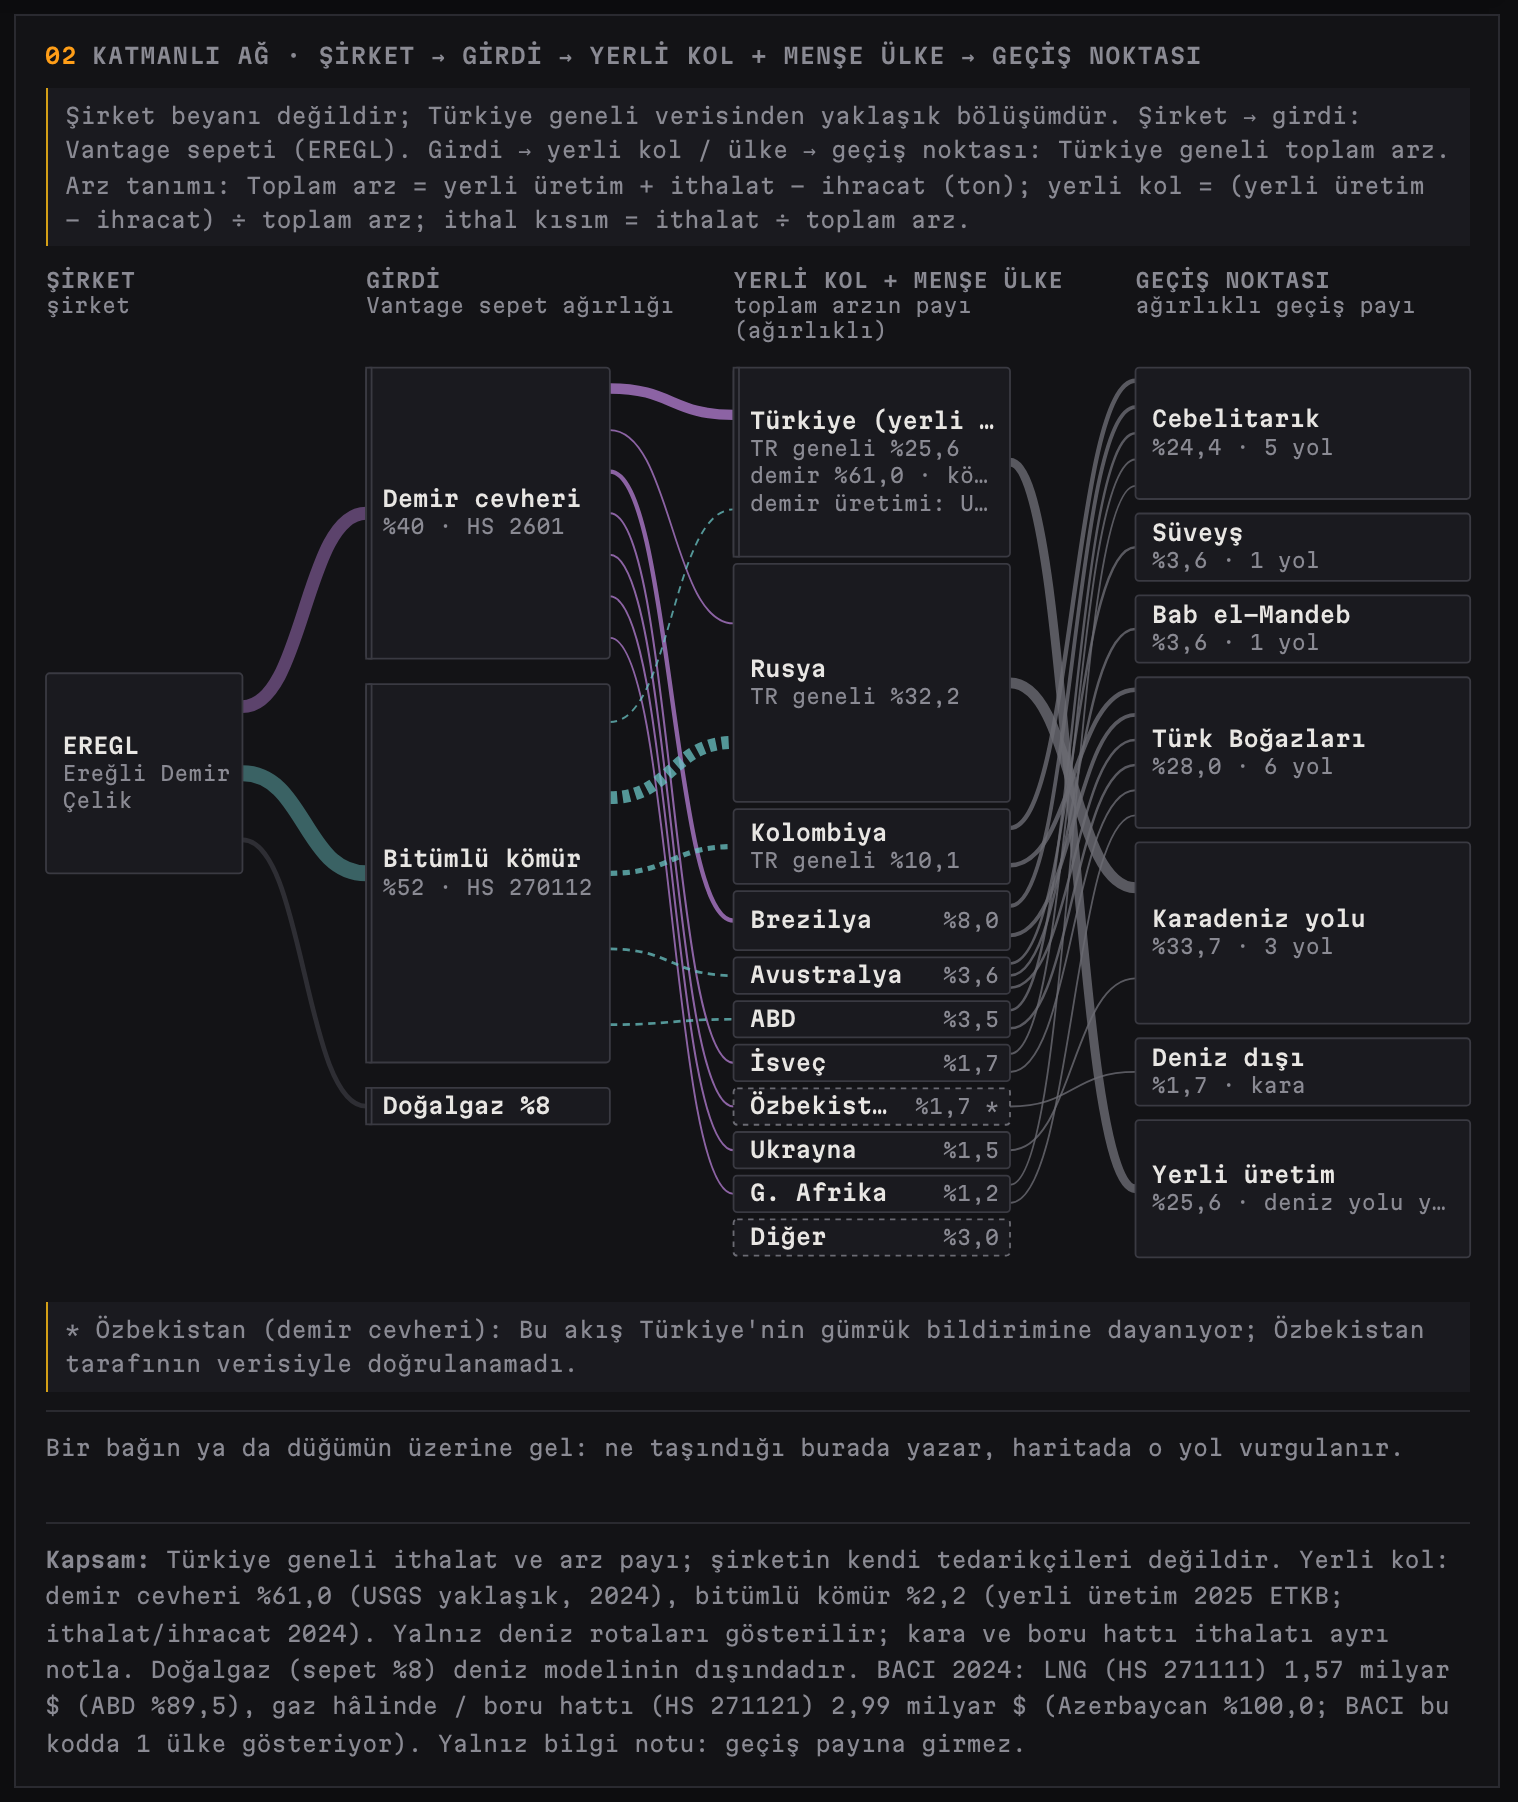 02 KATMANLI AĞ · ŞİRKET → GİRDİ → YERLİ KOL + MENŞE ÜLKE → GEÇİŞ NOKTASI
Şirket beyanı değildir; Türkiye geneli verisinden yaklaşık bölüşümdür. Şirket → girdi:
Vantage sepeti (EREGL). Girdi → yerli kol / ülke → geçiş noktası: Türkiye geneli toplam arz.
Arz tanımı: Toplam arz = yerli üretim + ithalat − ihracat (ton); yerli kol = (yerli üretim
− ihracat) ÷ toplam arz; ithal kısım = ithalat ÷ toplam arz.
ŞİRKET
şirket
GİRDİ
Vantage sepet ağırlığı
YERLİ KOL + MENŞE ÜLKE
toplam arzın payı
(ağırlıklı)
GEÇİŞ NOKTASI
ağırlıklı geçiş payı
EREGL
Ereğli Demir
Çelik
Demir cevheri
%40 · HS 2601
Bitümlü kömür
%52 · HS 270112
Doğalgaz %8
Türkiye (yerli …
TR geneli %25,6
demir %61,0 · kö…
demir üretimi: U…
Rusya
TR geneli %32,2
Kolombiya
TR geneli %10,1
Brezilya %8,0
Avustralya %3,6
ABD %3,5
İsveç %1,7
Özbekist… %1,7 *
Ukrayna %1,5
G. Afrika %1,2
Diğer %3,0
Cebelitarık
%24,4 · 5 yol
Süveyş
%3,6 · 1 yol
Bab el-Mandeb
%3,6 · 1 yol
Türk Boğazları
%28,0 · 6 yol
Karadeniz yolu
%33,7 · 3 yol
Deniz dışı
%1,7 · kara
Yerli üretim
%25,6 · deniz yolu y…
* Özbekistan (demir cevheri): Bu akış Türkiye'nin gümrük bildirimine dayanıyor; Özbekistan
tarafının verisiyle doğrulanamadı.
Bir bağın ya da düğümün üzerine gel: ne taşındığı burada yazar, haritada o yol vurgulanır.
Kapsam: Türkiye geneli ithalat ve arz payı; şirketin kendi tedarikçileri değildir. Yerli kol:
demir cevheri %61,0 (USGS yaklaşık, 2024), bitümlü kömür %2,2 (yerli üretim 2025 ETKB;
ithalat/ihracat 2024). Yalnız deniz rotaları gösterilir; kara ve boru hattı ithalatı ayrı
notla. Doğalgaz (sepet %8) deniz modelinin dışındadır. BACI 2024: LNG (HS 271111) 1,57 milyar
$ (ABD %89,5), gaz hâlinde / boru hattı (HS 271121) 2,99 milyar $ (Azerbaycan %100,0; BACI bu
kodda 1 ülke gösteriyor). Yalnız bilgi notu: geçiş payına girmez.